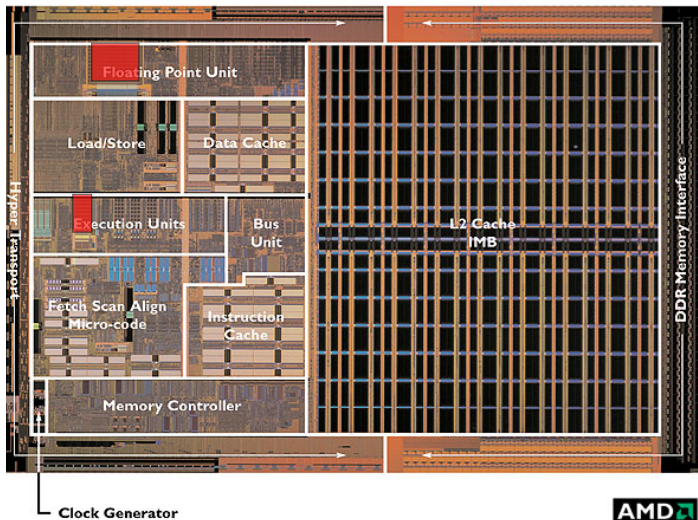 Floating Point Unit
Load/Store
Data Cache
Hyper Transport
Execution Units
Bus
Unit
L2 Cache
IMB
DDR Memory Interface
Fetch Scan Align
Micro-code
Instruction
Cache
Memory Controller
Clock Generator
AMD